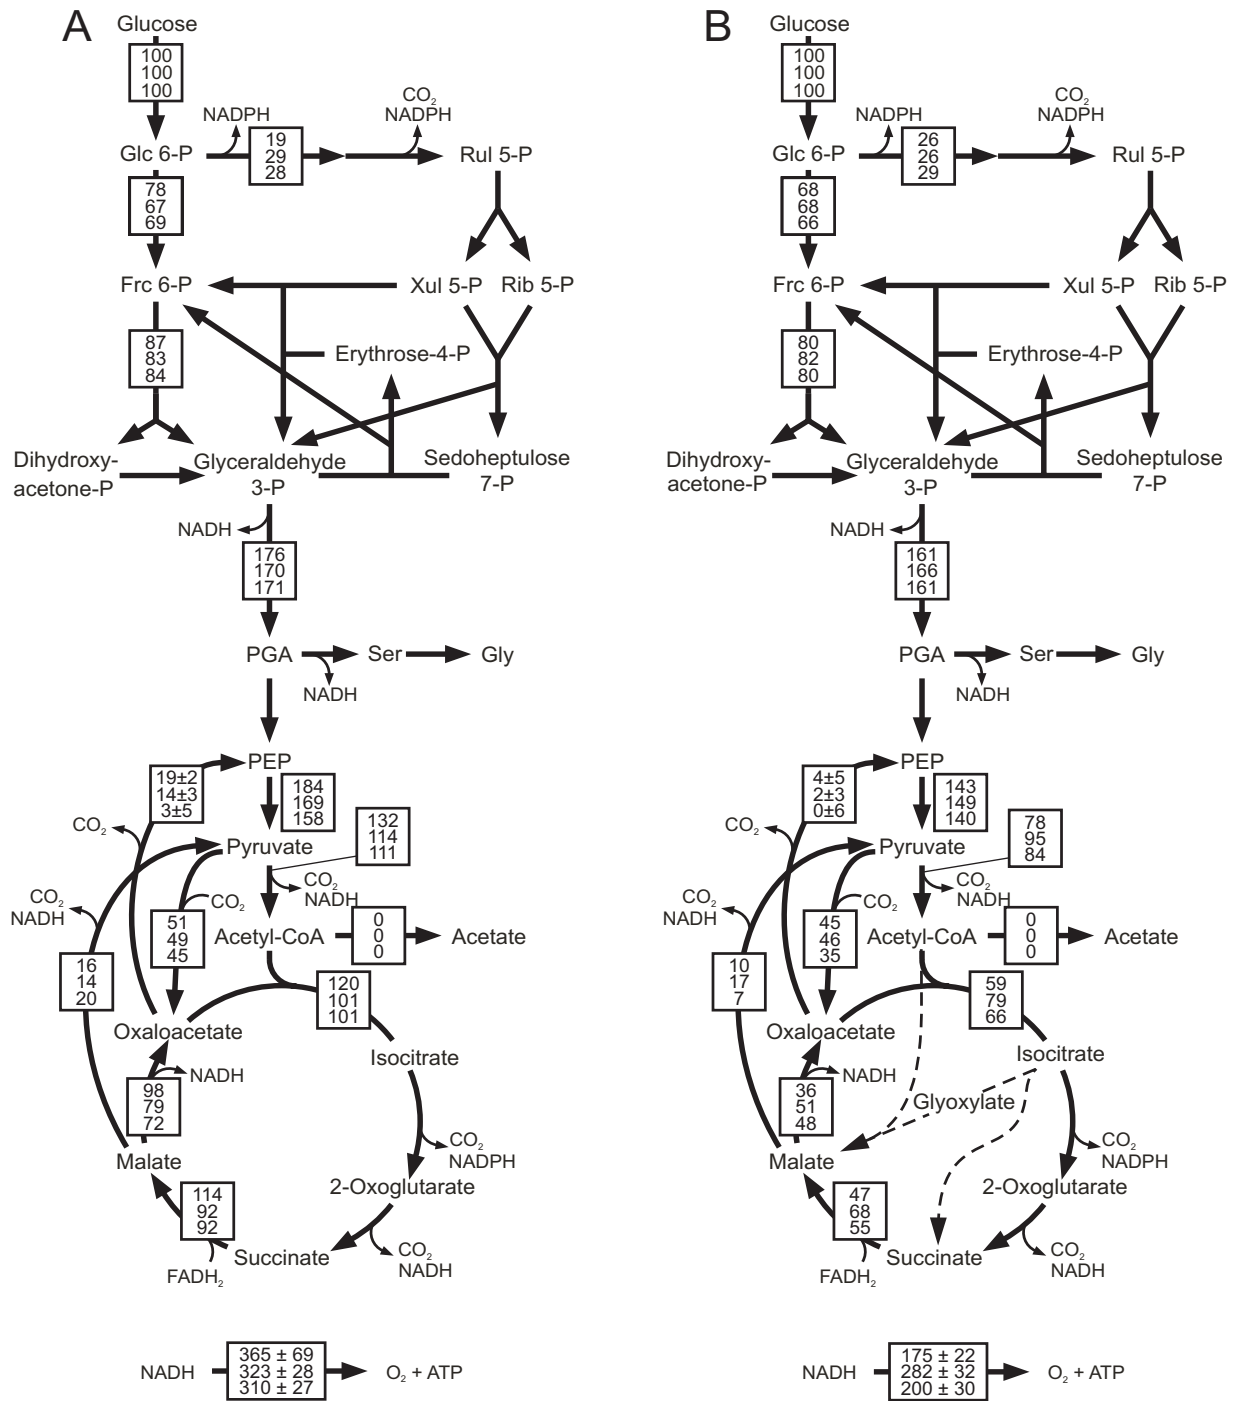 A
Glucose
100
100
100
NADPH
CO₂
NADPH
Glc 6-P
19
29
28
Rul 5-P
78
67
69
Frc 6-P
Xul 5-P
Rib 5-P
87
83
84
Erythrose-4-P
Dihydroxy-
acetone-P
Glyceraldehyde
3-P
Sedoheptulose
7-P
NADH
176
170
171
PGA
Ser
Gly
NADH
PEP
19±2
14±3
3±5
184
169
158
132
114
111
CO₂
Pyruvate
CO₂
NADH
CO₂
NADH
CO₂
51
49
45
Acetyl-CoA
0
0
0
Acetate
16
14
20
120
101
101
Oxaloacetate
Isocitrate
NADH
98
79
72
CO₂
NADPH
Malate
2-Oxoglutarate
114
92
92
Succinate
CO₂
NADH
FADH₂
NADH
365 ± 69
323 ± 28
310 ± 27
O₂ + ATP
B
Glucose
100
100
100
NADPH
CO₂
NADPH
Glc 6-P
26
26
29
Rul 5-P
68
68
66
Frc 6-P
Xul 5-P
Rib 5-P
80
82
80
Erythrose-4-P
Dihydroxy-
acetone-P
Glyceraldehyde
3-P
Sedoheptulose
7-P
NADH
161
166
161
PGA
Ser
Gly
NADH
PEP
4±5
2±3
0±6
143
149
140
78
95
84
CO₂
Pyruvate
CO₂
NADH
CO₂
NADH
CO₂
45
46
35
Acetyl-CoA
0
0
0
Acetate
10
17
7
59
79
66
Oxaloacetate
Isocitrate
NADH
36
51
48
Glyoxylate
CO₂
NADPH
Malate
2-Oxoglutarate
47
68
55
Succinate
CO₂
NADH
FADH₂
NADH
175 ± 22
282 ± 32
200 ± 30
O₂ + ATP